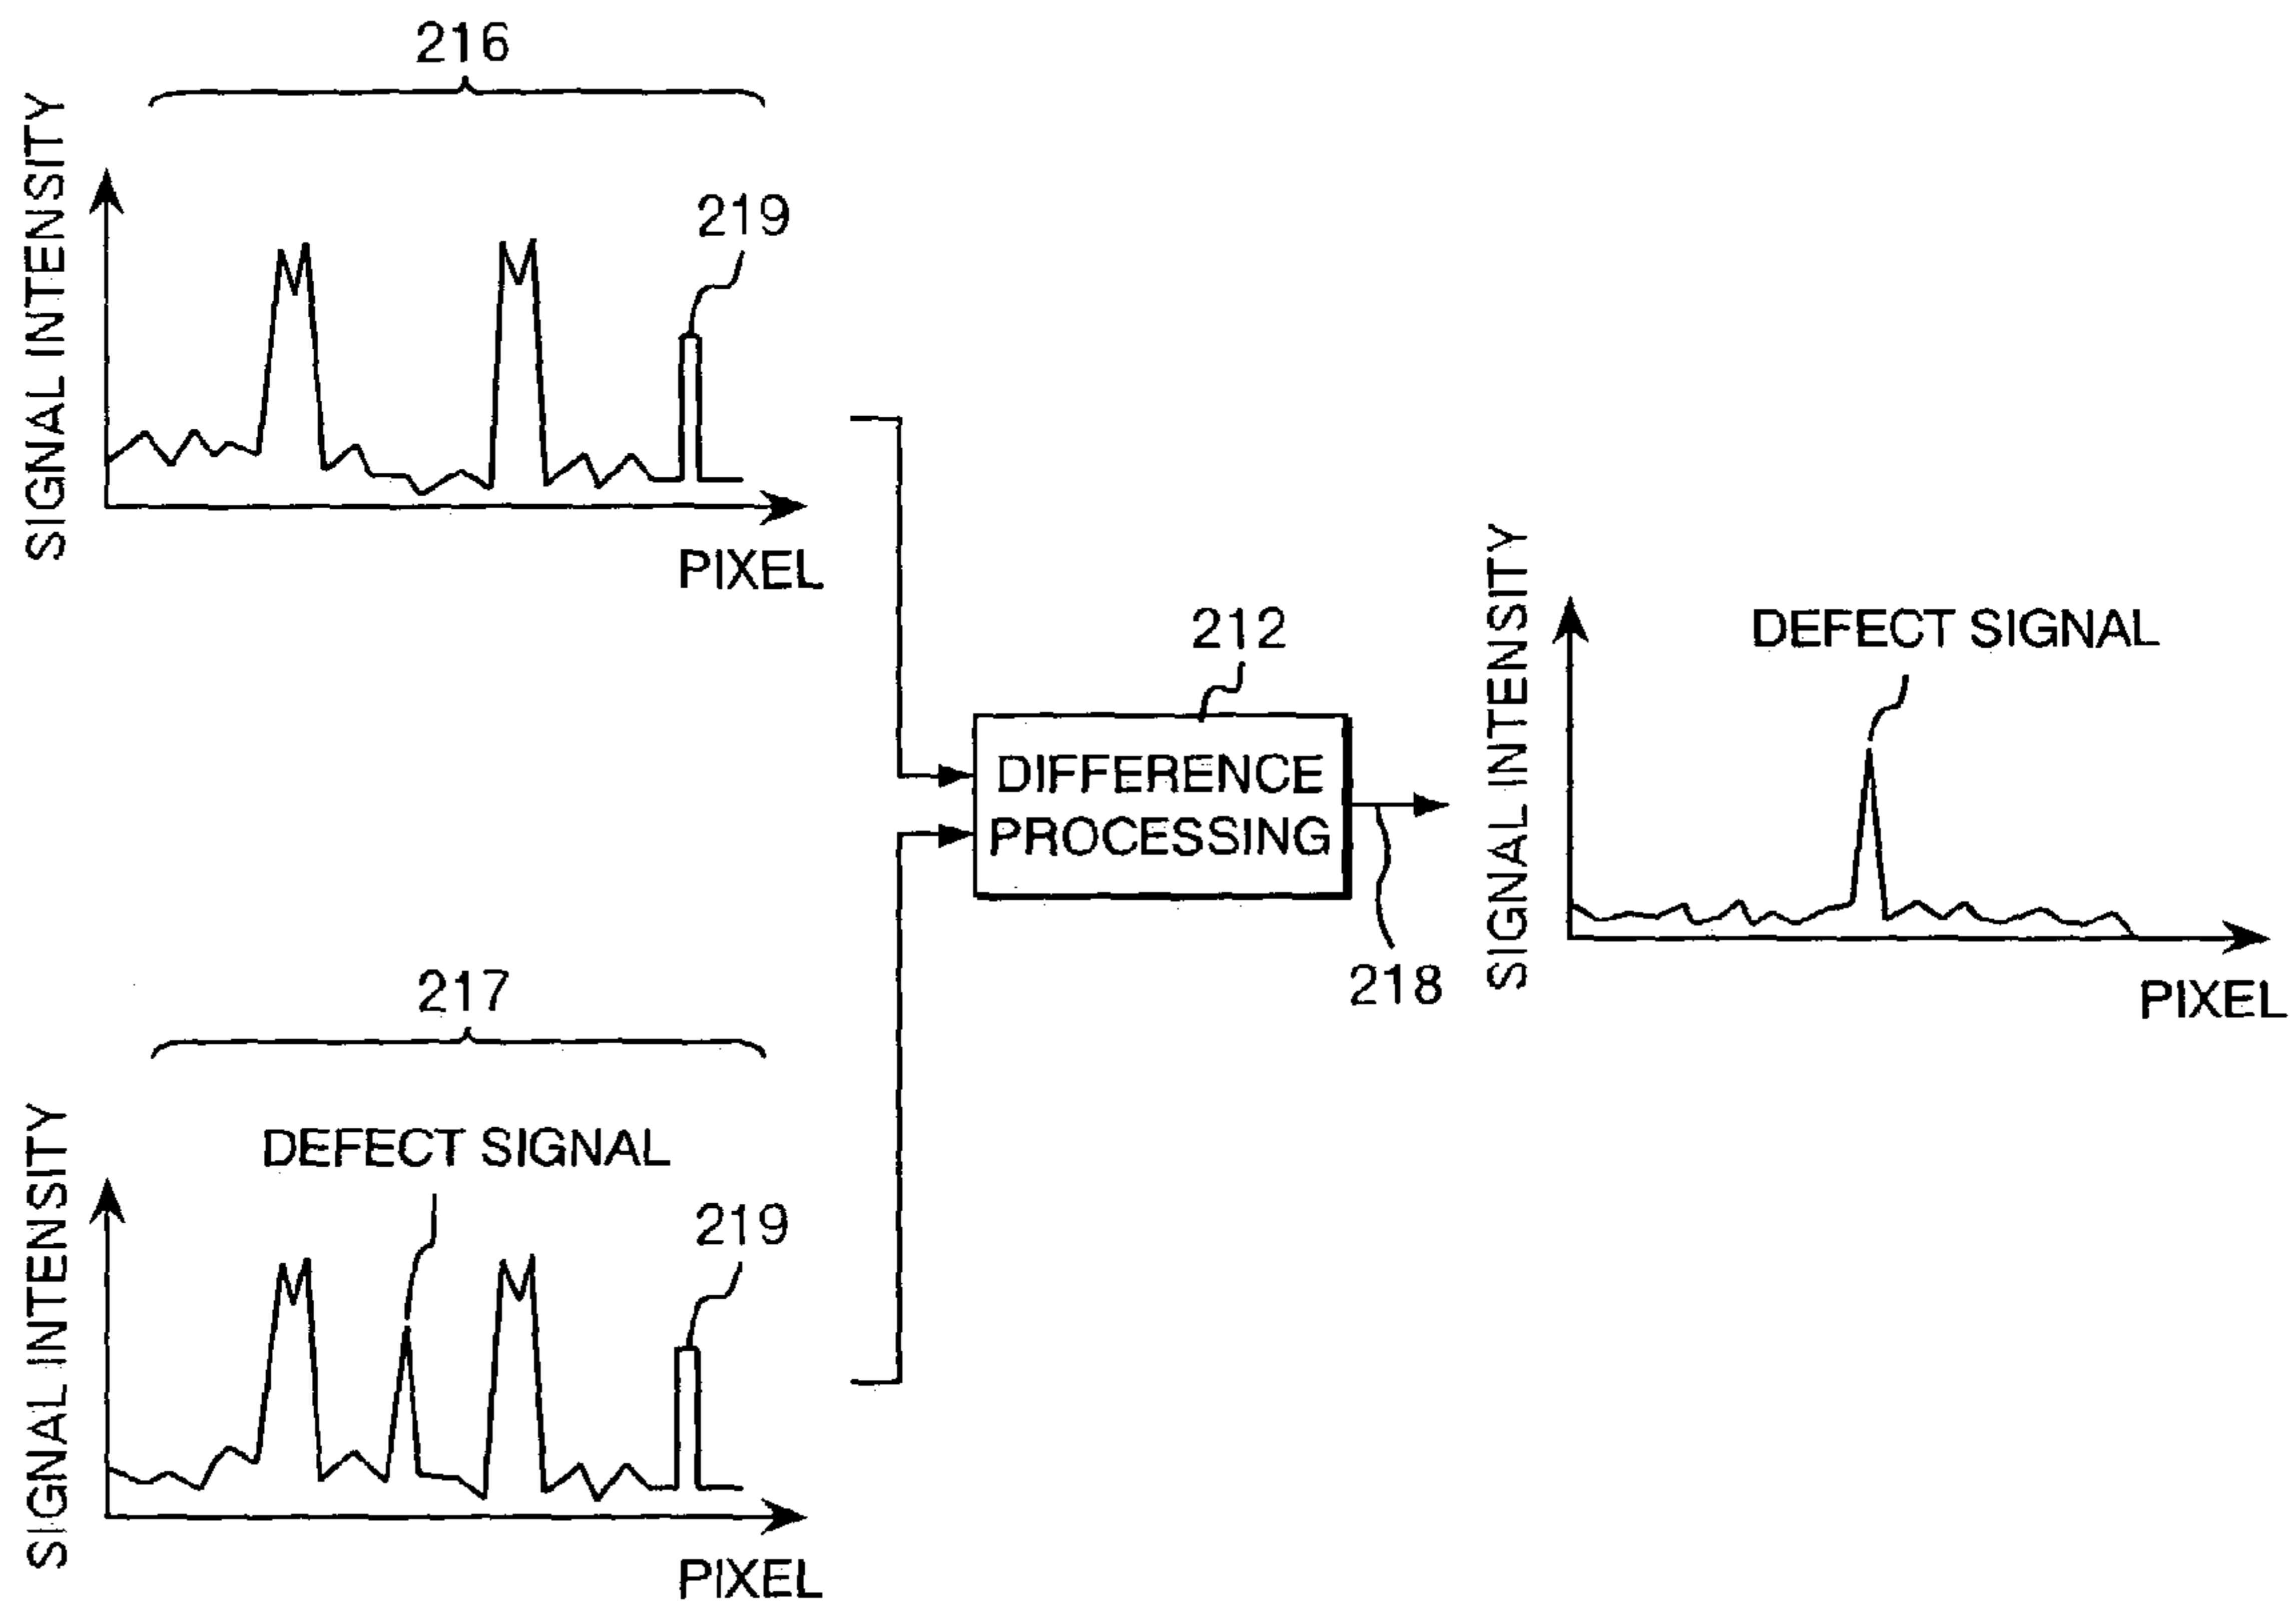 216
SIGNAL INTENSITY
219
PIXEL
212
DIFFERENCE
PROCESSING
218
SIGNAL INTENSITY
DEFECT SIGNAL
PIXEL
217
SIGNAL INTENSITY
DEFECT SIGNAL
219
PIXEL